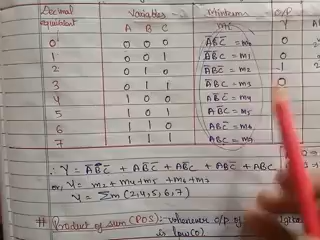 Decimal Variables Minterm O/P
equivalent A B C mi Y
0 0 0 0 A̅B̅C̅ = m0 0
1 0 0 1 A̅B̅C = m1 0
2 0 1 0 A̅BC̅ = m2 1
3 0 1 1 A̅BC = m3 0
4 1 0 0 AB̅C̅ = m4
5 1 0 1 AB̅C = m5
6 1 1 0 ABC̅ = m6
7 1 1 1 ABC = m7
∴ Y = A̅BC̅ + AB̅C̅ + AB̅C + ABC̅ + ABC
or, Y = m2 + m4 + m5 + m6 + m7
Y = Σm (2,4,5,6,7)
# Product of sum (POS) :- whenever o/p of
is low(0)